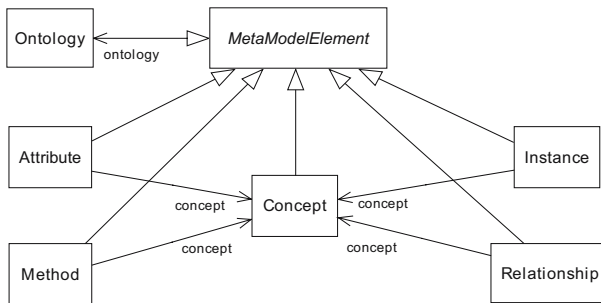 Ontology
MetaModelElement
ontology
Attribute
Instance
Concept
concept
concept
Method
concept
concept
Relationship